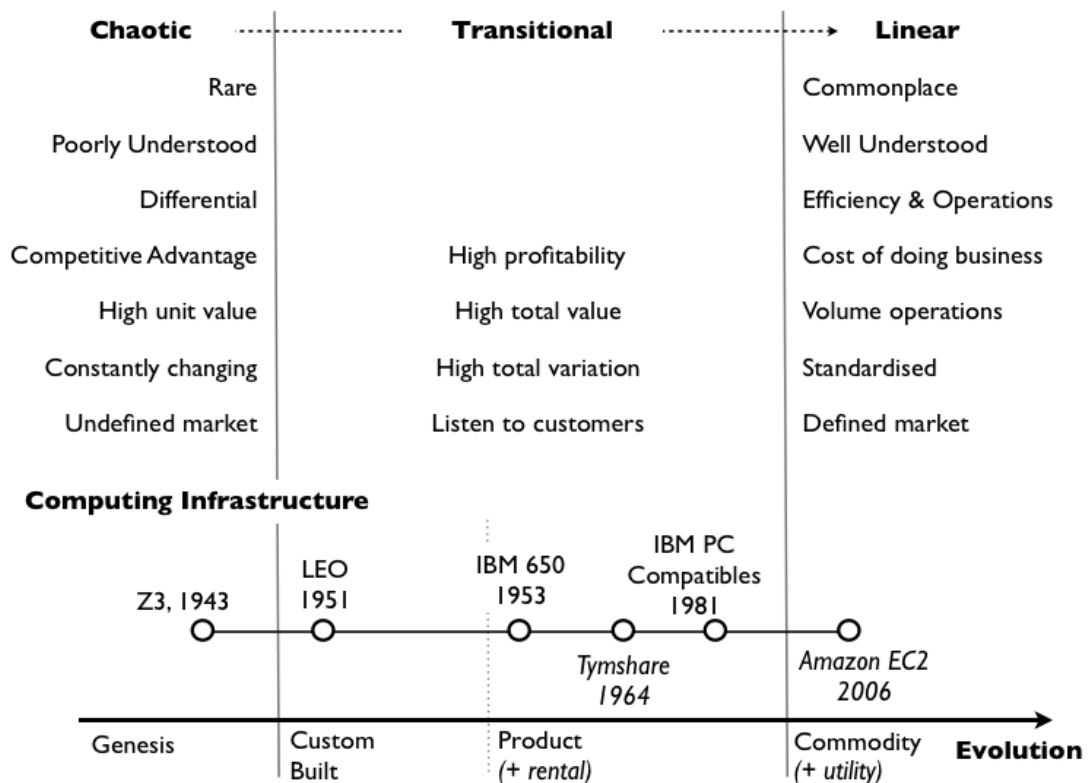 Chaotic Transitional Linear
Rare Commonplace
Poorly Understood Well Understood
Differential Efficiency & Operations
Competitive Advantage High profitability Cost of doing business
High unit value High total value Volume operations
Constantly changing High total variation Standardised
Undefined market Listen to customers Defined market
Computing Infrastructure
Z3, 1943
LEO
1951
IBM 650
1953
Tymshare
1964
IBM PC
Compatibles
1981
Amazon EC2
2006
Genesis
Custom
Built
Product
(+ rental)
Commodity
(+ utility)
Evolution